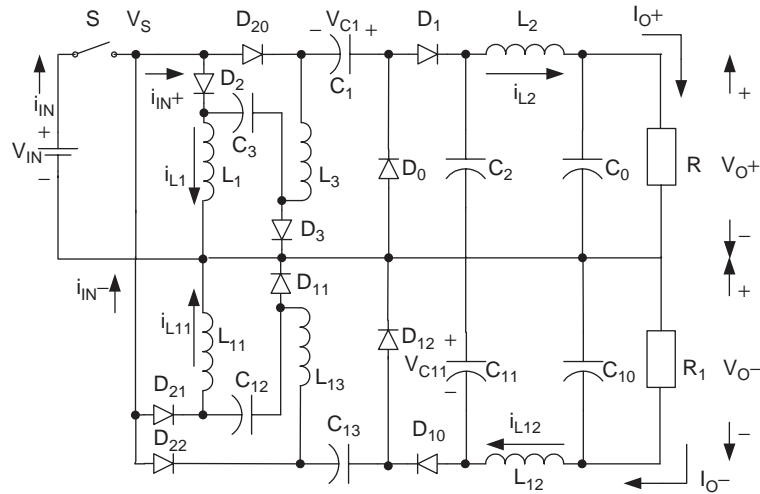 S V_S D_20 − V_C1 + D_1 L_2 I_O+
D_2 C_1
i_IN i_IN+ i_L2 +
+ C_3
V_IN i_L1 L_1 L_3 D_0 C_2 C_0 R V_O+
−
D_3 −
i_IN− D_11 +
i_L11 L_11 D_12 +
L_13 V_C11 C_11 C_10 R_1 V_O−
D_21 C_12 −
D_22 C_13 D_10 i_L12 −
L_12 I_O−